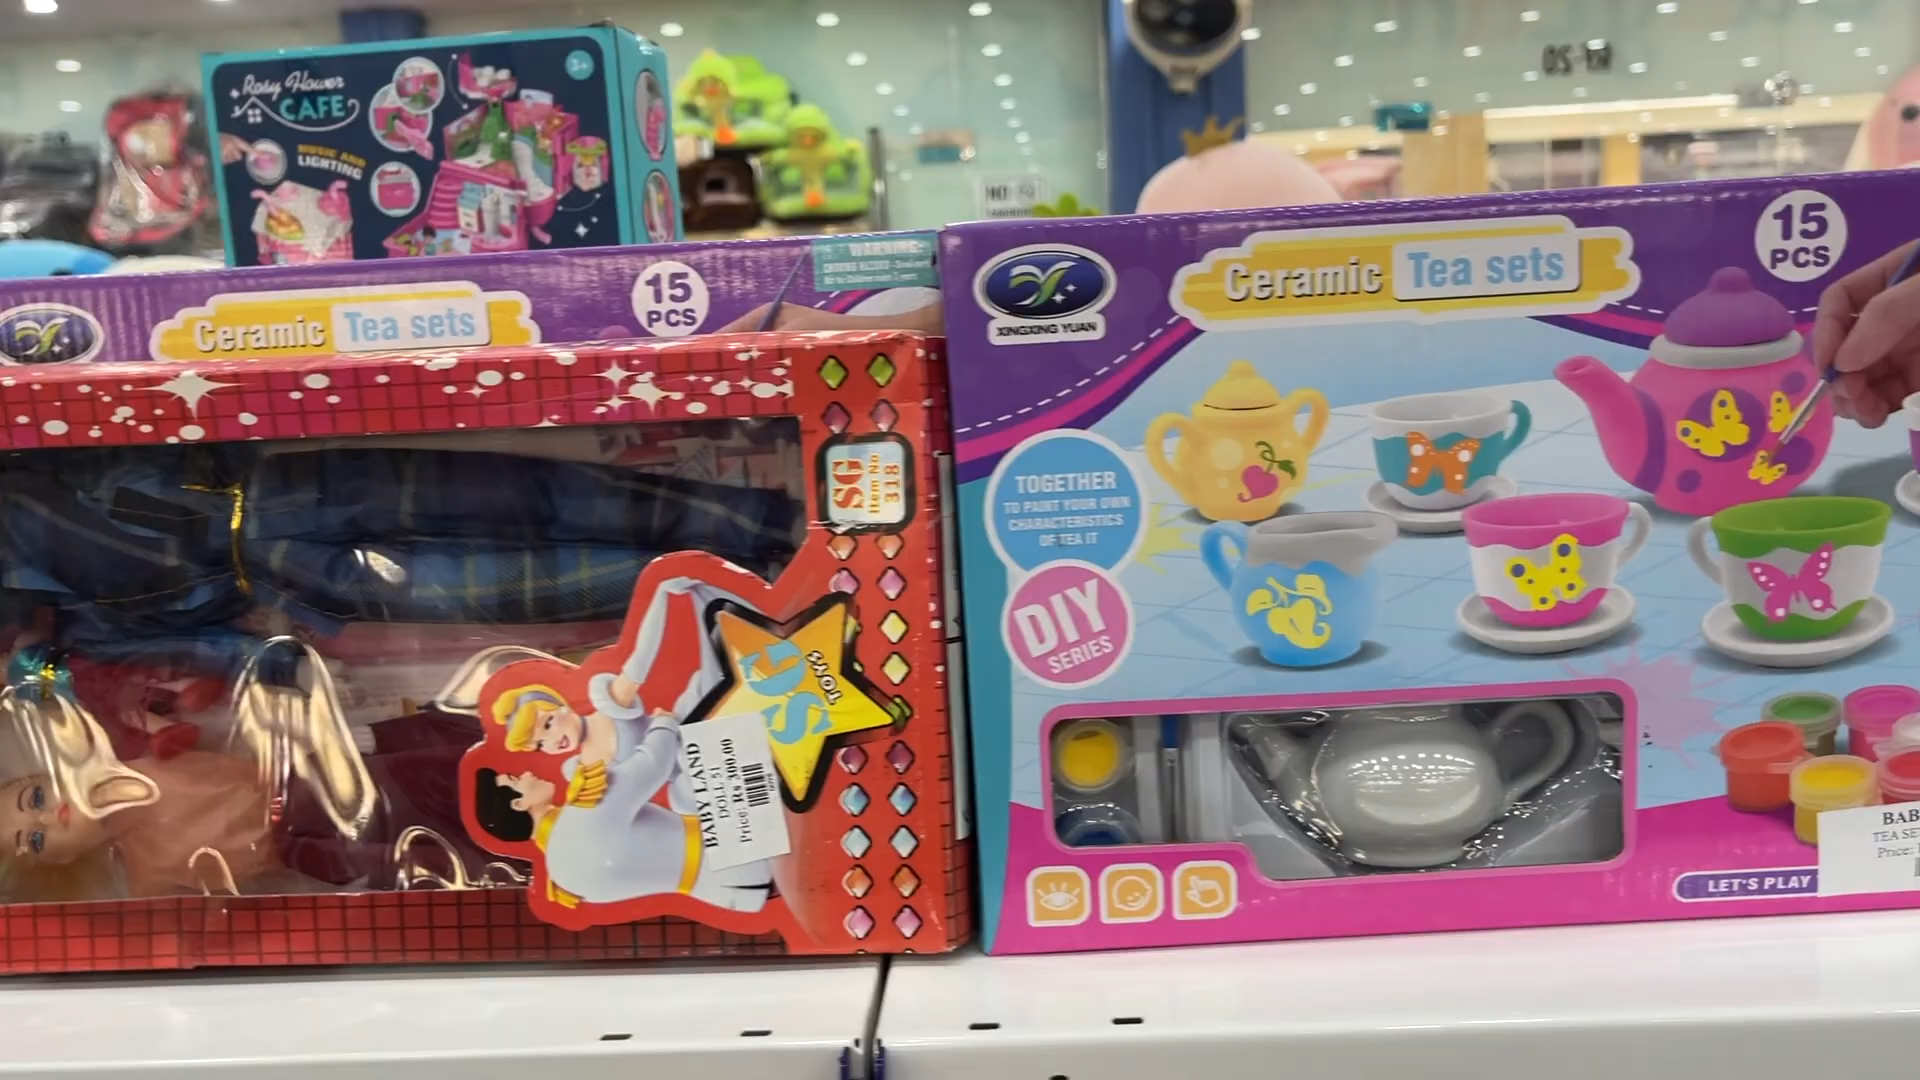 Rosy Flower
CAFE
3+
MUSIC AND
LIGHTING
15
PCS
Ceramic Tea sets
WARNING:
SG
Item No
318
SG
TOYS
BABY LAND
DOLL 51
Price: Rs 300.00
XINGXING YUAN
Ceramic Tea sets
15
PCS
TOGETHER
TO PAINT YOUR OWN
CHARACTERISTICS
OF TEA IT
DIY
SERIES
LET'S PLAY
BAB
TEA SE
Price: